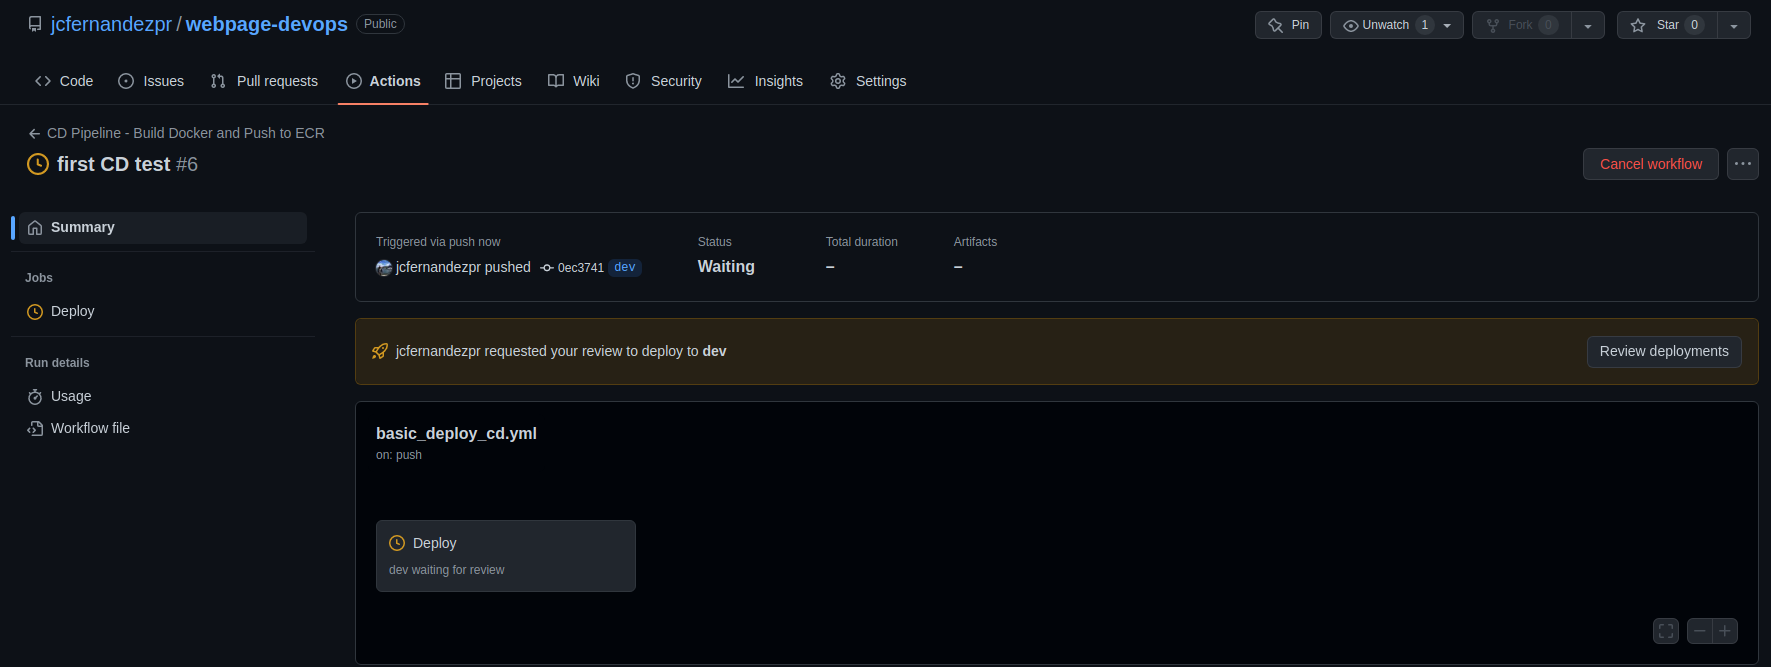 jcfernandezpr / webpage-devops Public
Pin
Unwatch 1
Fork 0
Star 0
Code
Issues
Pull requests
Actions
Projects
Wiki
Security
Insights
Settings
CD Pipeline - Build Docker and Push to ECR
first CD test #6
Cancel workflow
Summary
Jobs
Deploy
Run details
Usage
Workflow file
Triggered via push now
jcfernandezpr pushed 0ec3741 dev
Status
Waiting
Total duration
–
Artifacts
–
jcfernandezpr requested your review to deploy to dev
Review deployments
basic_deploy_cd.yml
on: push
Deploy
dev waiting for review